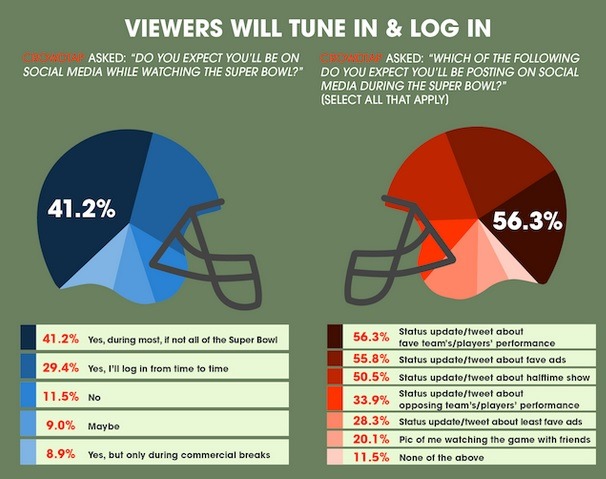 VIEWERS WILL TUNE IN & LOG IN
CROWDTAP ASKED: "DO YOU EXPECT YOU'LL BE ON
SOCIAL MEDIA WHILE WATCHING THE SUPER BOWL?"
CROWDTAP ASKED: "WHICH OF THE FOLLOWING
DO YOU EXPECT YOU'LL BE POSTING ON SOCIAL
MEDIA DURING THE SUPER BOWL?"
(SELECT ALL THAT APPLY)
41.2%
56.3%
41.2% Yes, during most, if not all of the Super Bowl
29.4% Yes, I'll log in from time to time
11.5% No
9.0% Maybe
8.9% Yes, but only during commercial breaks
56.3% Status update/tweet about
fave team's/players' performance
55.8% Status update/tweet about fave ads
50.5% Status update/tweet about halftime show
33.9% Status update/tweet about
opposing team's/players' performance
28.3% Status update/tweet about least fave ads
20.1% Pic of me watching the game with friends
11.5% None of the above